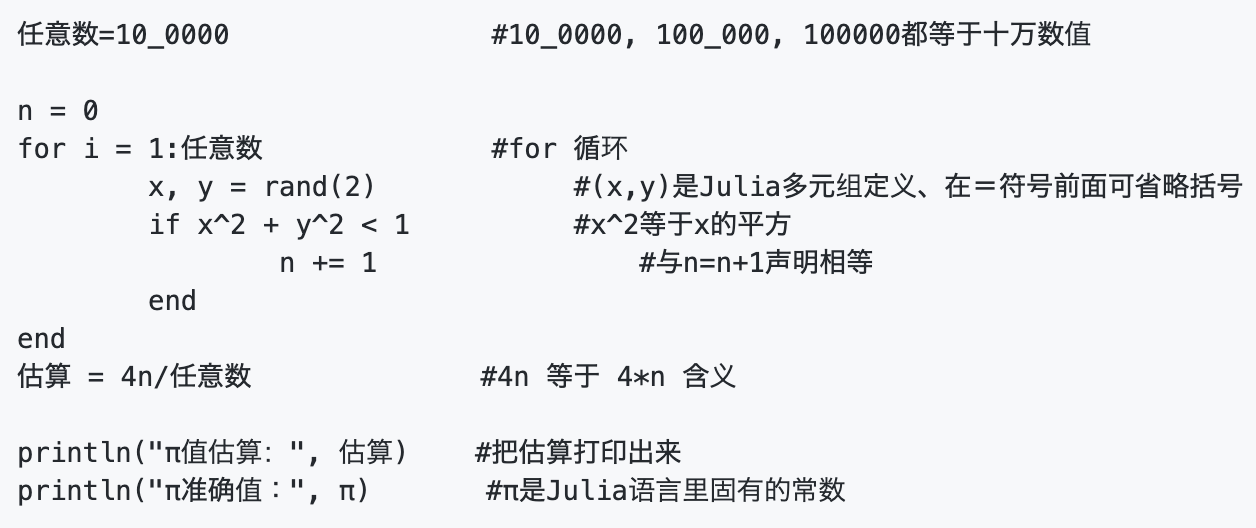 任意数=10_0000                #10_0000, 100_000, 100000都等于十万数值
n = 0
for i = 1:任意数              #for 循环
        x, y = rand(2)            #(x,y)是Julia多元组定义、在＝符号前面可省略括号
        if x^2 + y^2 < 1          #x^2等于x的平方
                n += 1                #与n=n+1声明相等
        end
end
估算 = 4n/任意数              #4n 等于 4*n 含义
println("π值估算：", 估算)    #把估算打印出来
println("π准确值：", π)       #π是Julia语言里固有的常数